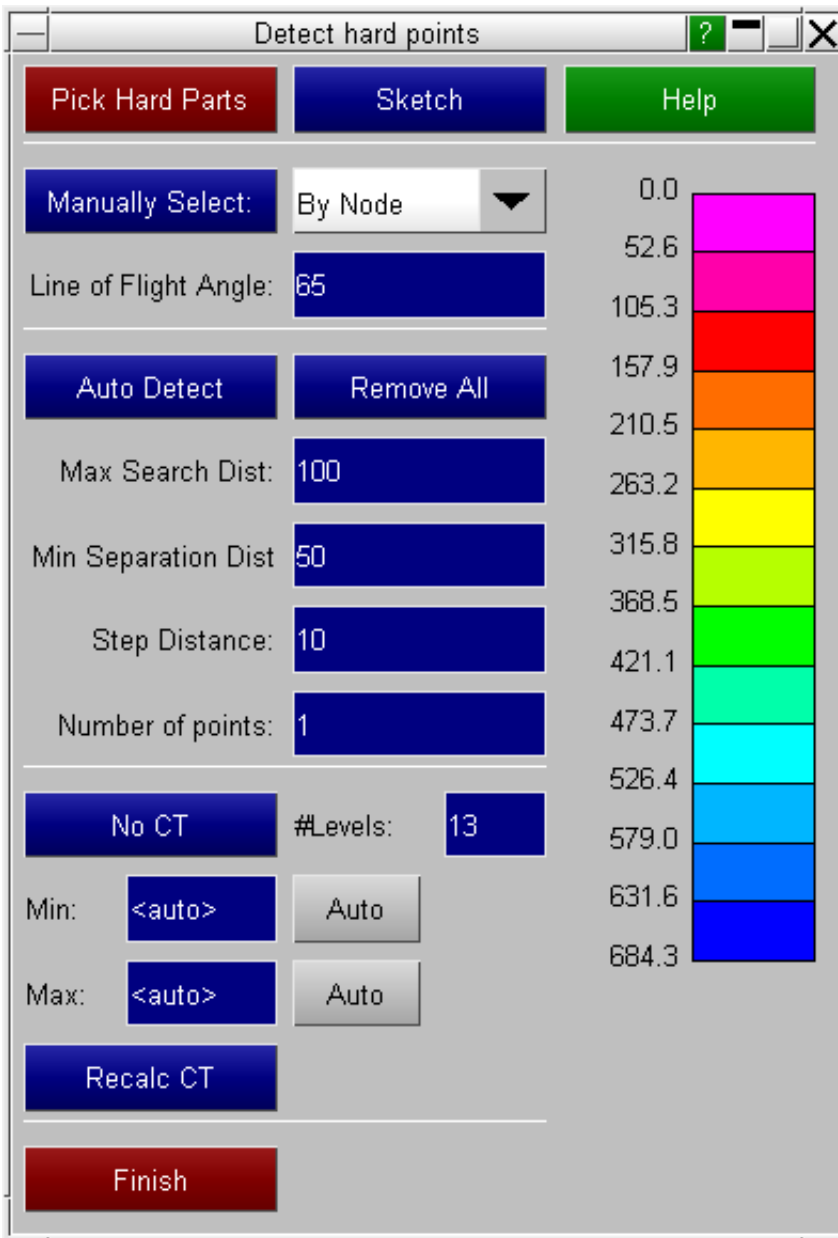 Detect hard points ?
Pick Hard Parts Sketch Help
Manually Select: By Node
Line of Flight Angle: 65
Auto Detect Remove All
Max Search Dist: 100
Min Separation Dist 50
Step Distance: 10
Number of points: 1
No CT #Levels: 13
Min: <auto> Auto
Max: <auto> Auto
Recalc CT
Finish
0.0
52.6
105.3
157.9
210.5
263.2
315.8
368.5
421.1
473.7
526.4
579.0
631.6
684.3